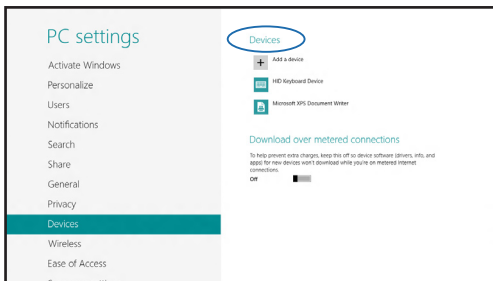 PC settings
Activate Windows
Personalize
Users
Notifications
Search
Share
General
Privacy
Devices
Wireless
Ease of Access
Devices
Add a device
HID Keyboard Device
Microsoft XPS Document Writer
Download over metered connections
To help prevent extra charges, keep this off so device software (drivers, info, and
apps) for new devices won't download while you're on metered Internet
connections.
Off